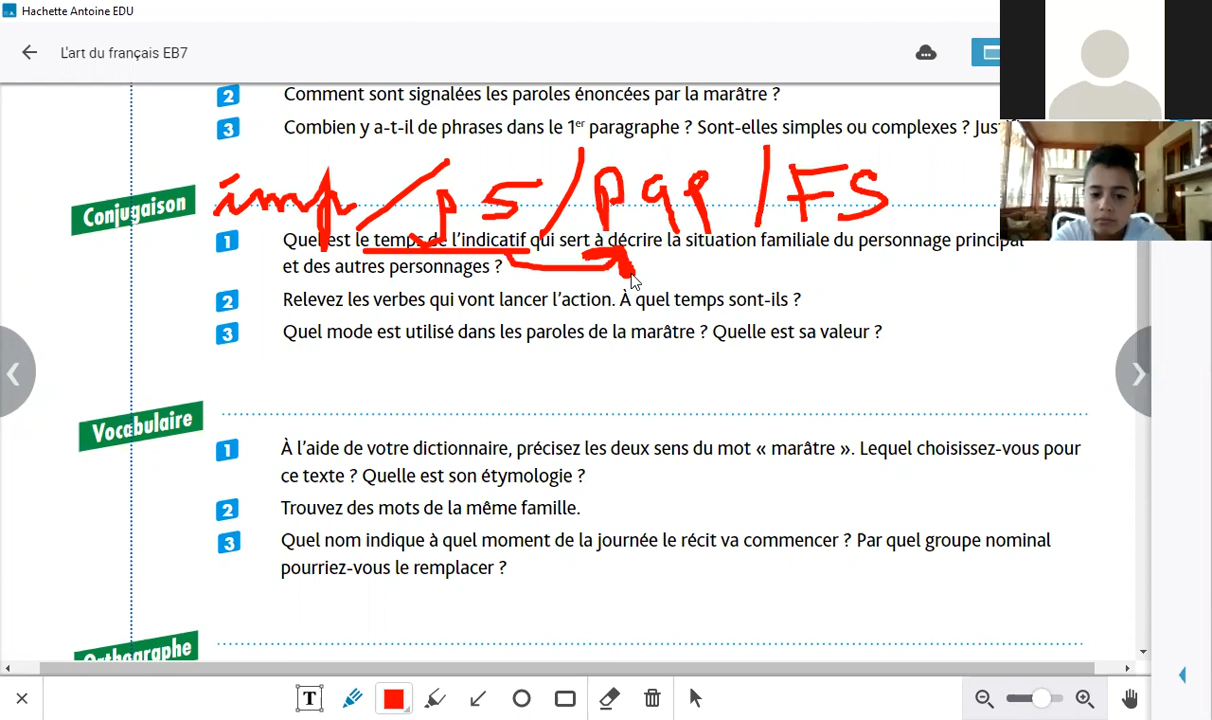 Hachette Antoine EDU
L'art du français EB7
2 Comment sont signalées les paroles énoncées par la marâtre ?
3 Combien y a-t-il de phrases dans le 1er paragraphe ? Sont-elles simples ou complexes ? Jus
imp / ps / pqp / FS
Conjugaison
1 Quel est le temps de l'indicatif qui sert à décrire la situation familiale du personnage principal
et des autres personnages ?
2 Relevez les verbes qui vont lancer l'action. À quel temps sont-ils ?
3 Quel mode est utilisé dans les paroles de la marâtre ? Quelle est sa valeur ?
Vocabulaire
1 À l'aide de votre dictionnaire, précisez les deux sens du mot « marâtre ». Lequel choisissez-vous pour
ce texte ? Quelle est son étymologie ?
2 Trouvez des mots de la même famille.
3 Quel nom indique à quel moment de la journée le récit va commencer ? Par quel groupe nominal
pourriez-vous le remplacer ?
Orthographe
T